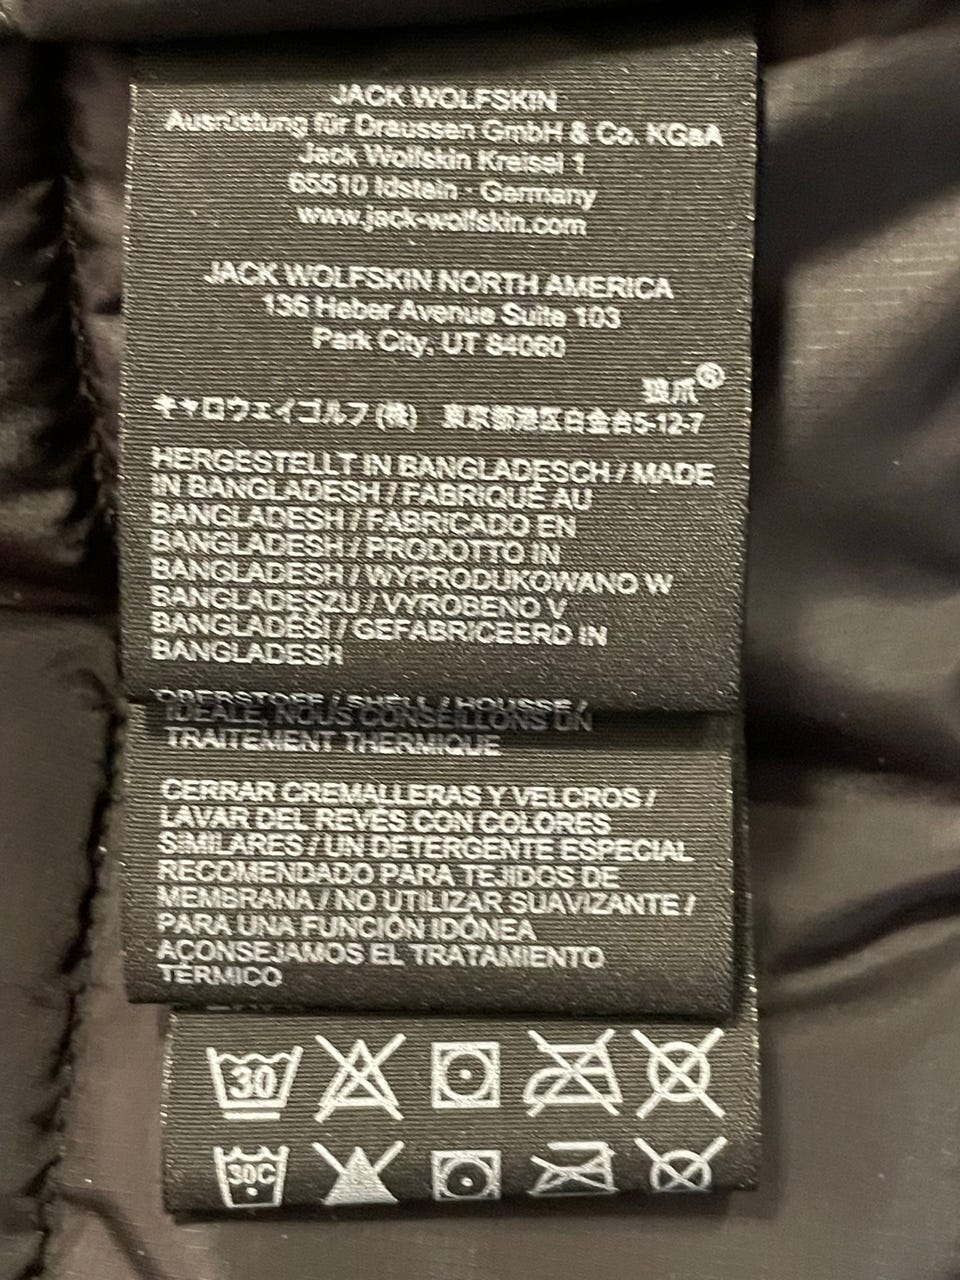 JACK WOLFSKIN
Ausrüstung für Draussen GmbH & Co. KGaA
Jack Wolfskin Kreisel 1
65510 Idstein · Germany
www.jack-wolfskin.com
JACK WOLFSKIN NORTH AMERICA
136 Heber Avenue Suite 103
Park City, UT 84060
狼爪®
キャロウェイゴルフ(株) 東京都港区白金台5-12-7
HERGESTELLT IN BANGLADESCH / MADE
IN BANGLADESH / FABRIQUÉ AU
BANGLADESH / FABRICADO EN
BANGLADESH / PRODOTTO IN
BANGLADESH / WYPRODUKOWANO W
BANGLADESZU / VYROBENO V
BANGLADÉŠI / GEFABRICEERD IN
BANGLADESH
OBERSTOFF / SHELL / HOUSSE /
IDÉALE, NOUS CONSEILLONS UN
TRAITEMENT THERMIQUE
CERRAR CREMALLERAS Y VELCROS /
LAVAR DEL REVÉS CON COLORES
SIMILARES / UN DETERGENTE ESPECIAL
RECOMENDADO PARA TEJIDOS DE
MEMBRANA / NO UTILIZAR SUAVIZANTE /
PARA UNA FUNCIÓN IDÓNEA
ACONSEJAMOS EL TRATAMIENTO
TÉRMICO
30
30C